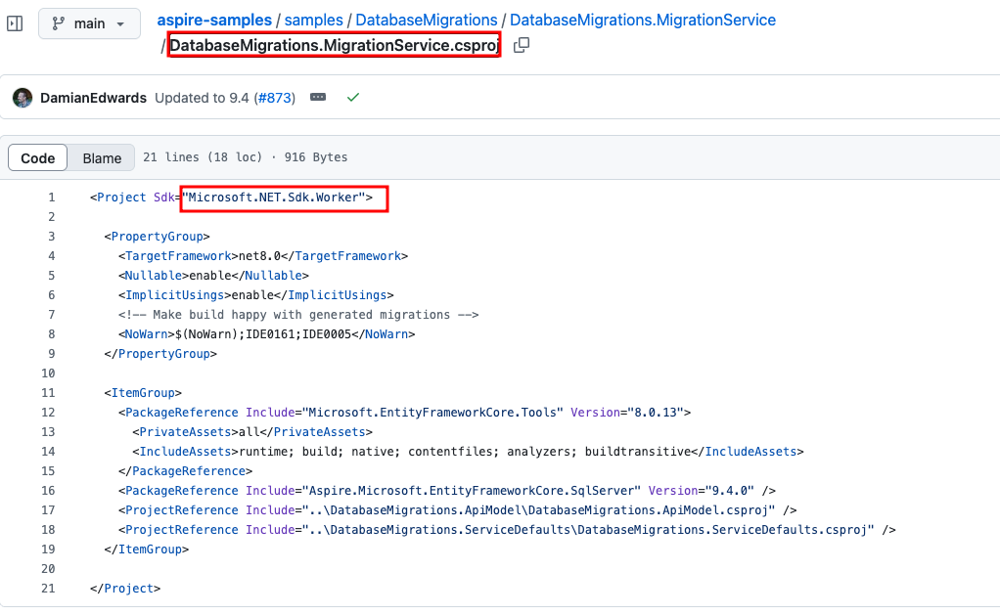 main
aspire-samples / samples / DatabaseMigrations / DatabaseMigrations.MigrationService
/ DatabaseMigrations.MigrationService.csproj
DamianEdwards Updated to 9.4 (#873)
Code Blame 21 lines (18 loc) · 916 Bytes
1 <Project Sdk="Microsoft.NET.Sdk.Worker">
2
3 <PropertyGroup>
4 <TargetFramework>net8.0</TargetFramework>
5 <Nullable>enable</Nullable>
6 <ImplicitUsings>enable</ImplicitUsings>
7 <!-- Make build happy with generated migrations -->
8 <NoWarn>$(NoWarn);IDE0161;IDE0005</NoWarn>
9 </PropertyGroup>
10
11 <ItemGroup>
12 <PackageReference Include="Microsoft.EntityFrameworkCore.Tools" Version="8.0.13">
13 <PrivateAssets>all</PrivateAssets>
14 <IncludeAssets>runtime; build; native; contentfiles; analyzers; buildtransitive</IncludeAssets>
15 </PackageReference>
16 <PackageReference Include="Aspire.Microsoft.EntityFrameworkCore.SqlServer" Version="9.4.0" />
17 <ProjectReference Include="..\DatabaseMigrations.ApiModel\DatabaseMigrations.ApiModel.csproj" />
18 <ProjectReference Include="..\DatabaseMigrations.ServiceDefaults\DatabaseMigrations.ServiceDefaults.csproj" />
19 </ItemGroup>
20
21 </Project>